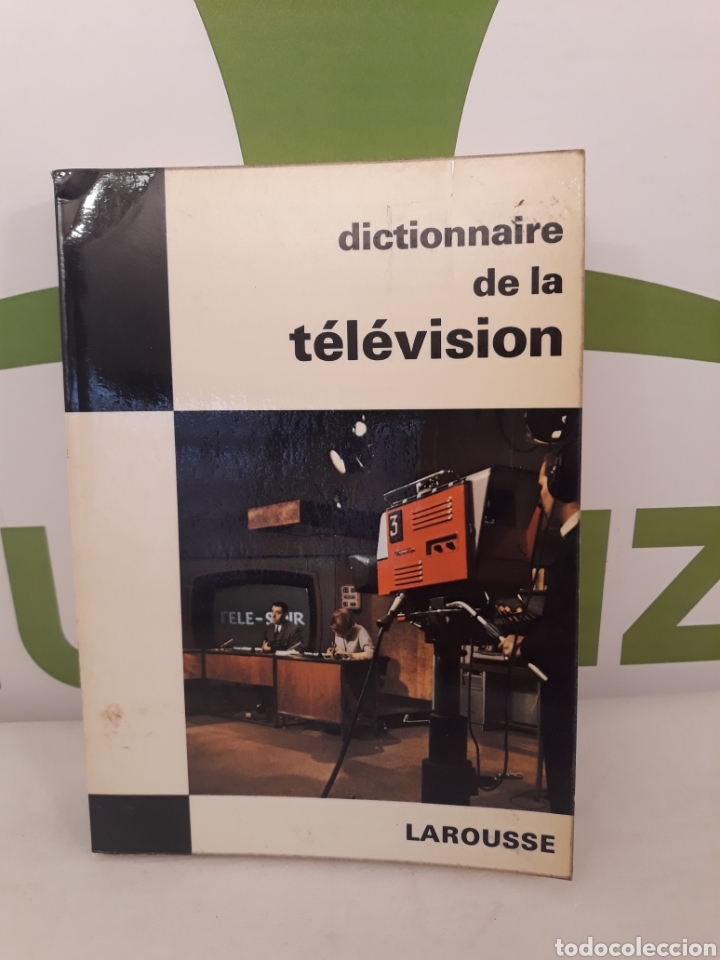 dictionnaire
de la
télévision
3
TELE-SOIR
LAROUSSE
todocoleccion